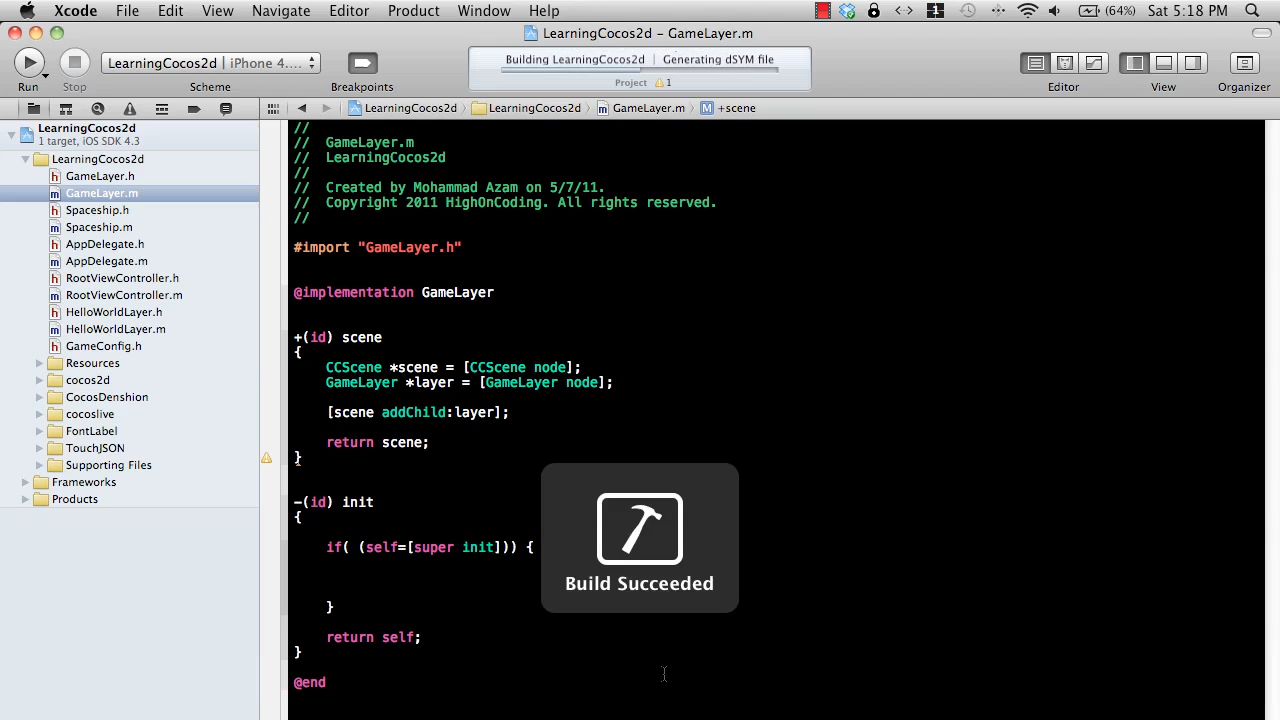 Xcode File Edit View Navigate Editor Product Window Help 1 (64%) Sat 5:18 PM
LearningCocos2d – GameLayer.m
LearningCocos2d | iPhone 4....
Building LearningCocos2d | Generating dSYM file
Project 1
Run Stop Scheme Breakpoints Editor View Organizer
LearningCocos2d LearningCocos2d GameLayer.m M +scene
LearningCocos2d
1 target, iOS SDK 4.3
LearningCocos2d
h GameLayer.h
m GameLayer.m
h Spaceship.h
m Spaceship.m
h AppDelegate.h
m AppDelegate.m
h RootViewController.h
m RootViewController.m
h HelloWorldLayer.h
m HelloWorldLayer.m
h GameConfig.h
Resources
cocos2d
CocosDenshion
cocoslive
FontLabel
TouchJSON
Supporting Files
Frameworks
Products
//
// GameLayer.m
// LearningCocos2d
//
// Created by Mohammad Azam on 5/7/11.
// Copyright 2011 HighOnCoding. All rights reserved.
//
#import "GameLayer.h"
@implementation GameLayer
+(id) scene
{
CCScene *scene = [CCScene node];
GameLayer *layer = [GameLayer node];
[scene addChild:layer];
return scene;
}
-(id) init
{
if( (self=[super init])) {
}
return self;
}
@end
Build Succeeded